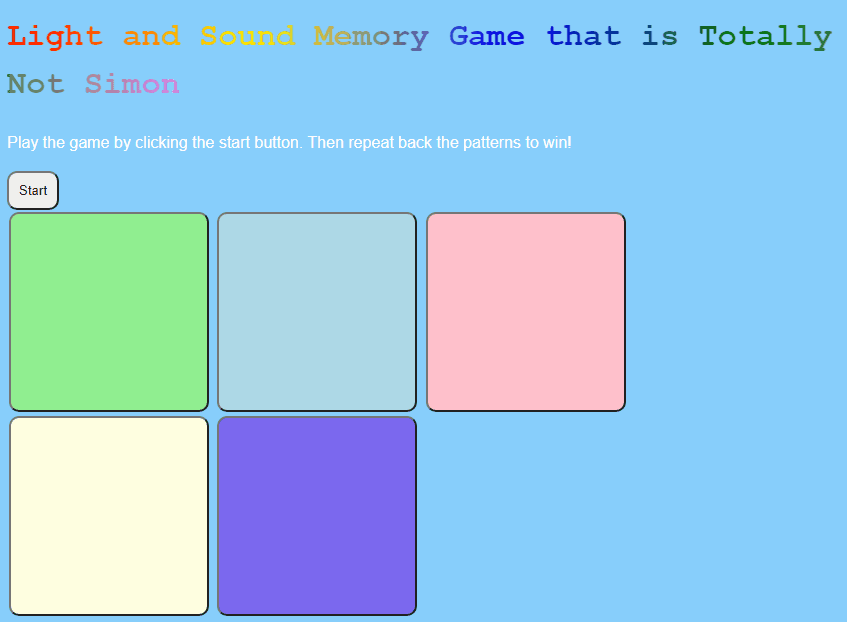 Light and Sound Memory Game that is Totally
Not Simon
Play the game by clicking the start button. Then repeat back the patterns to win!
Start